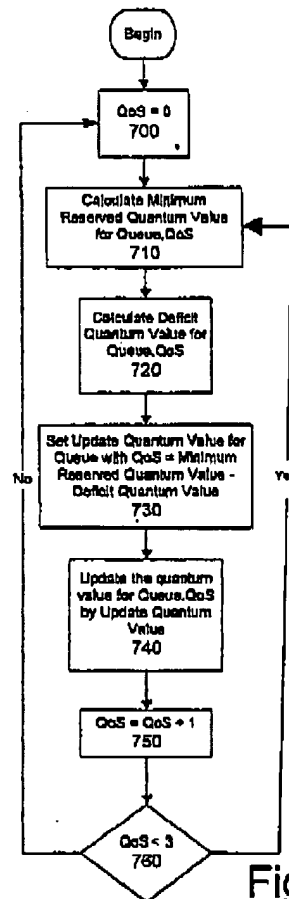 Begin
QoS = 0
700
Calculate Minimum
Reserved Quantum Value
for Queue,QoS
710
Calculate Deficit
Quantum Value for
Queue.QoS
720
Set Update Quantum Value for
Queue with QoS = Minimum
Reserved Quantum Value -
Deficit Quantum Value
730
No
Ye
Update the quantum
value for Queue.QoS
by Update Quantum
Value
740
QoS = QoS + 1
750
QoS < 3
760
Fig